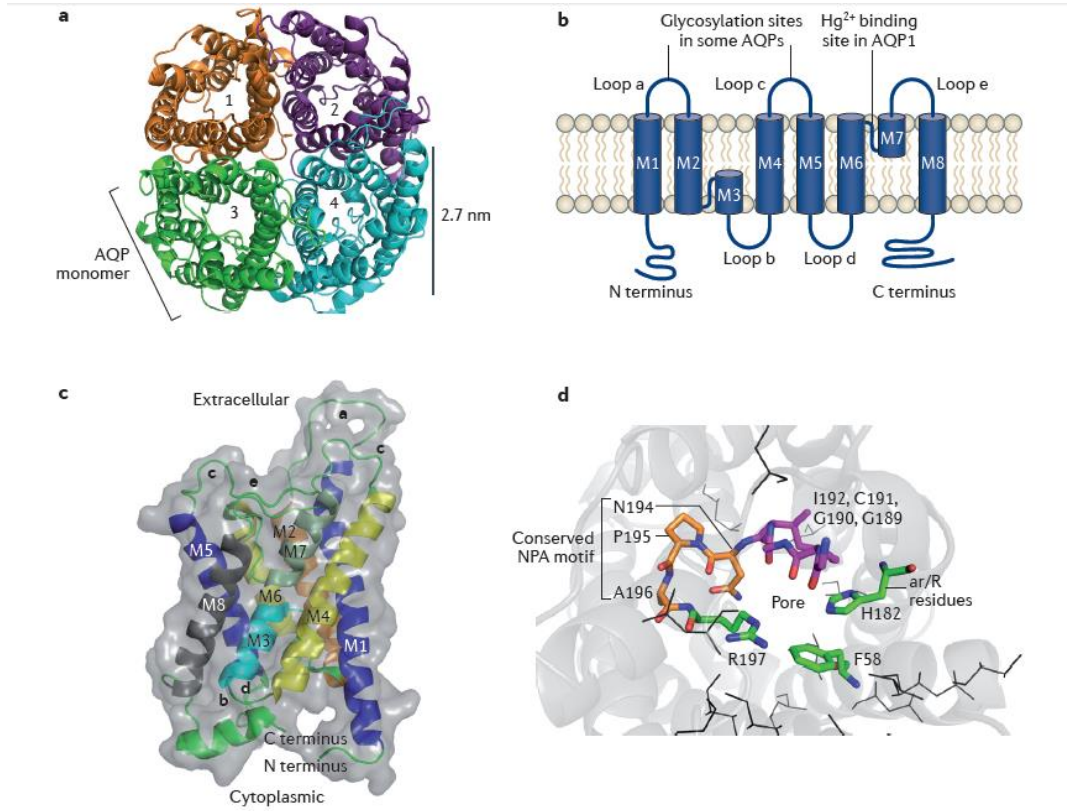 a
1
2
3
4
2.7 nm
AQP
monomer
b
Glycosylation sites
in some AQPs
Hg²⁺ binding
site in AQP1
Loop a
Loop c
Loop e
M1
M2
M3
M4
M5
M6
M7
M8
Loop b
Loop d
N terminus
C terminus
c
Extracellular
a
c
c
e
M2
M5
M7
M6
M8
M4
M3
M1
d
b
C terminus
N terminus
Cytoplasmic
d
I192, C191,
G190, G189
N194
Conserved
NPA motif
P195
A196
Pore
ar/R
residues
H182
R197
F58